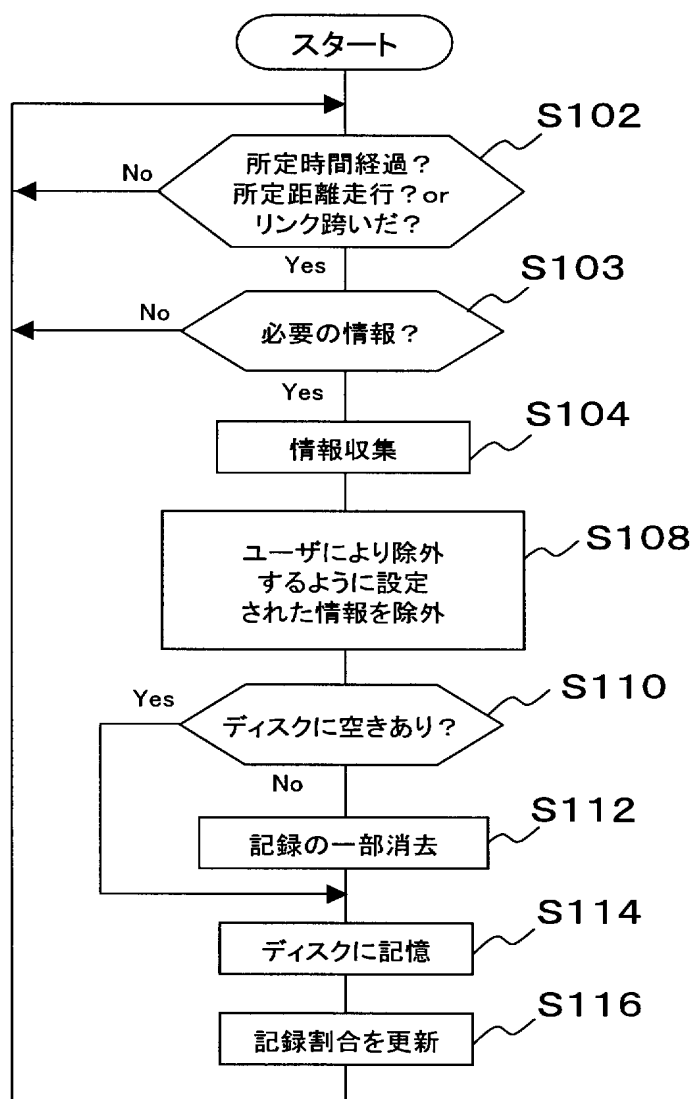 スタート
S102
所定時間経過？
所定距離走行？or
リンク跨いだ？
No
Yes
S103
必要の情報？
No
Yes
S104
情報収集
S108
ユーザにより除外
するように設定
された情報を除外
S110
Yes
ディスクに空きあり？
No
S112
記録の一部消去
S114
ディスクに記憶
S116
記録割合を更新